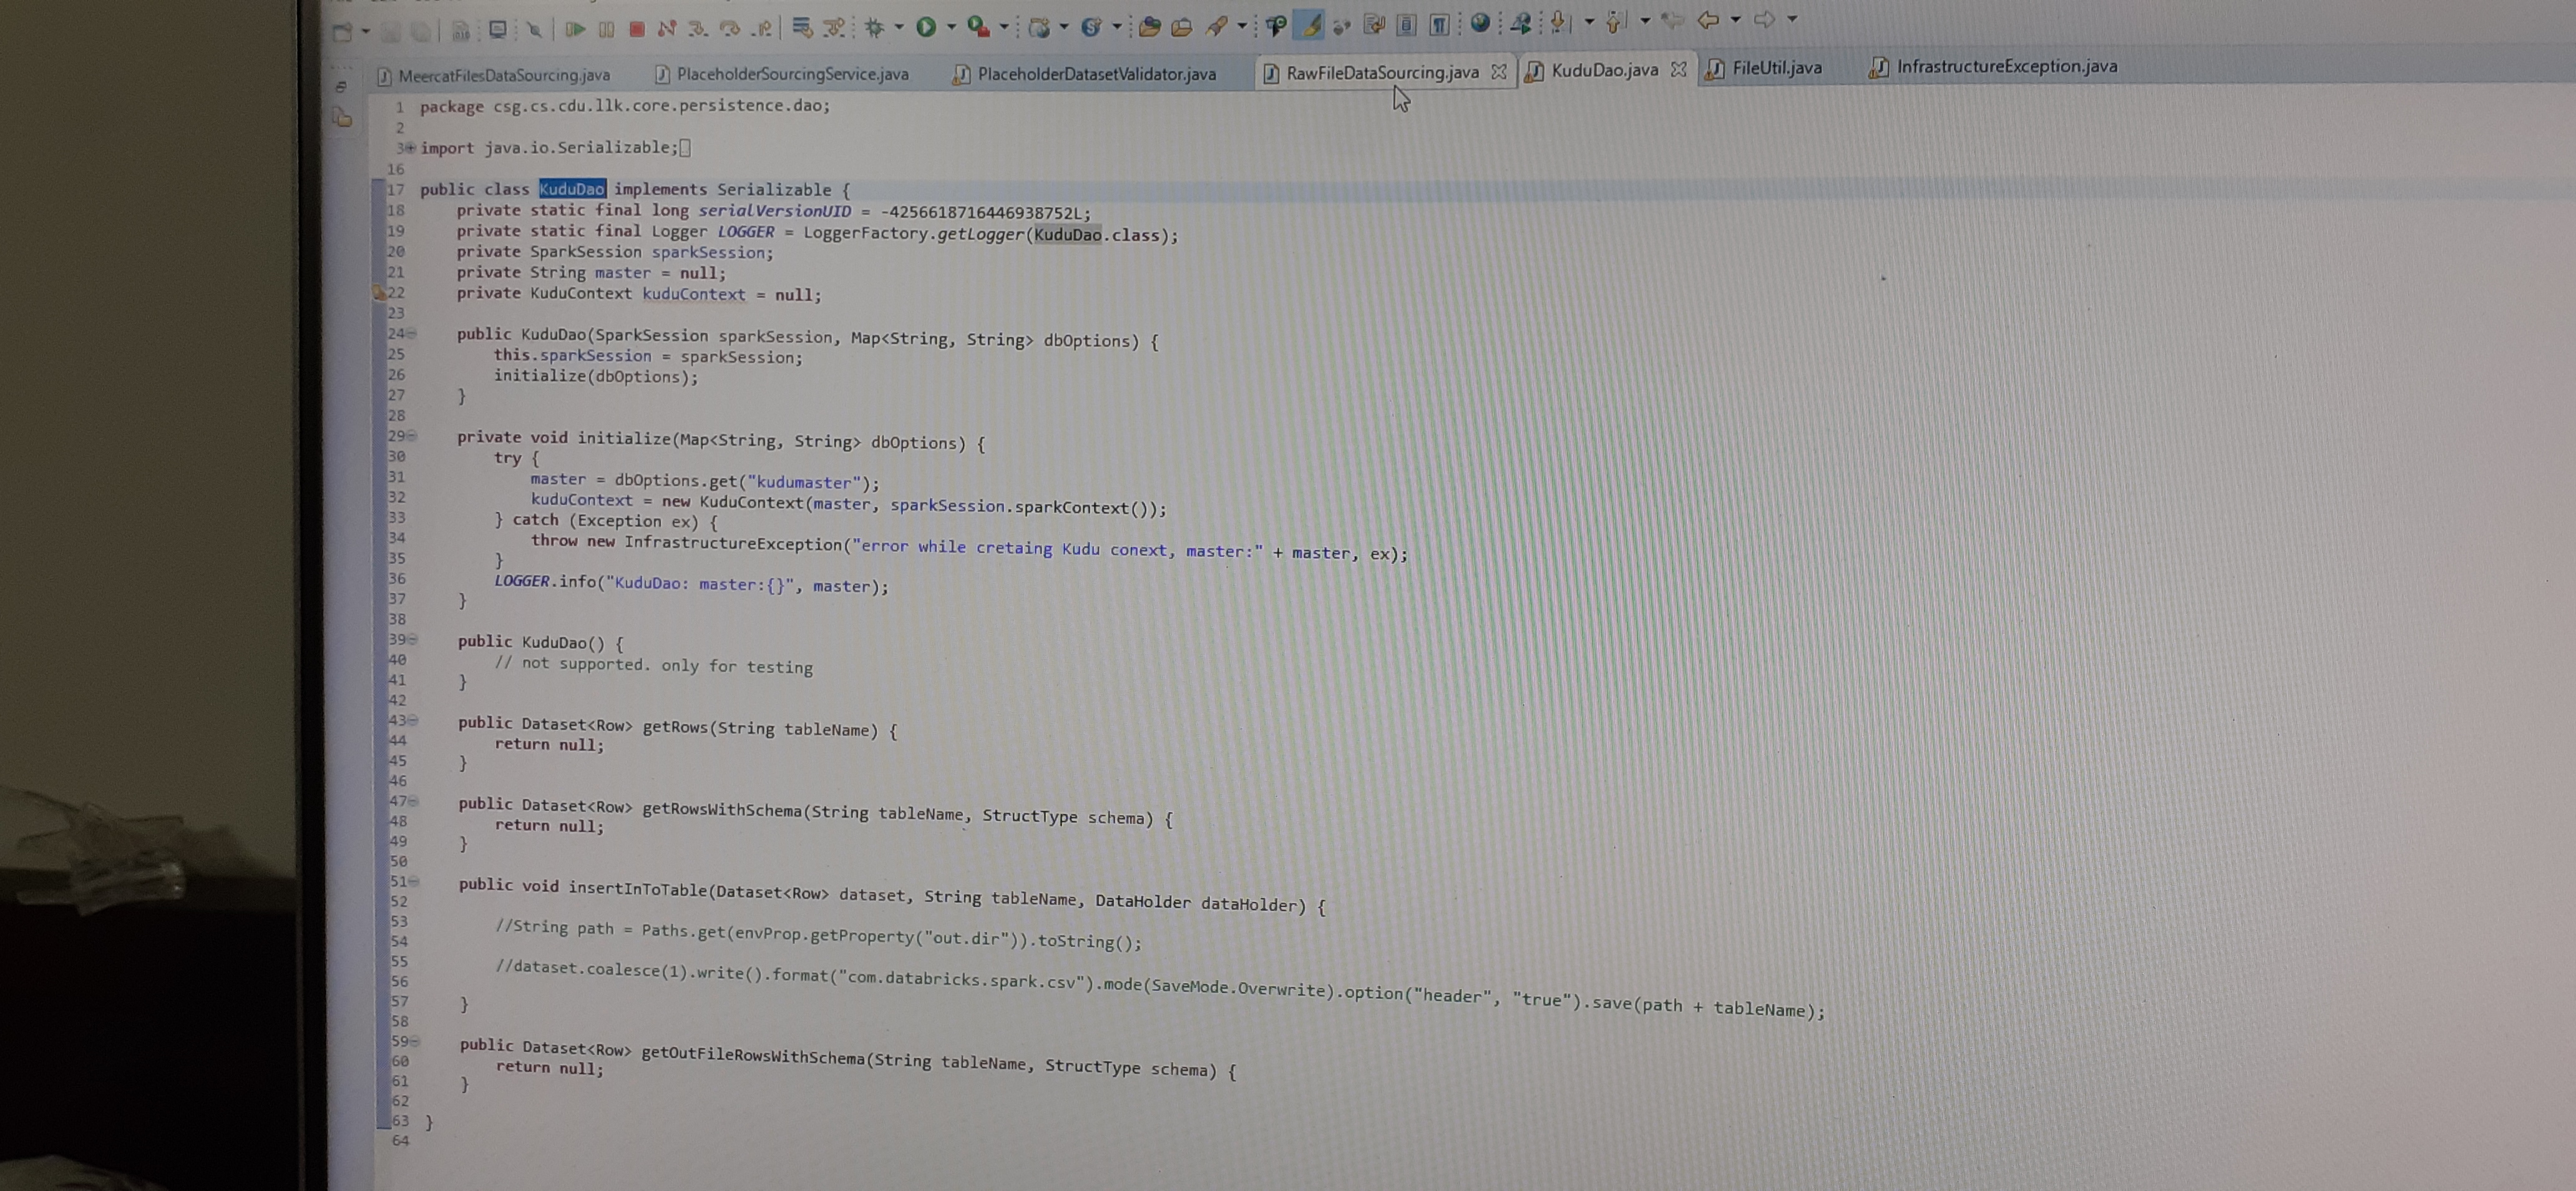 MeercatFilesDataSourcing.java PlaceholderSourcingService.java PlaceholderDatasetValidator.java RawFileDataSourcing.java KuduDao.java FileUtil.java InfrastructureException.java
1 package csg.cs.cdu.llk.core.persistence.dao;
2
3 import java.io.Serializable;
16
17 public class KuduDao implements Serializable {
18 private static final long serialVersionUID = -4256618716446938752L;
19 private static final Logger LOGGER = LoggerFactory.getLogger(KuduDao.class);
20 private SparkSession sparkSession;
21 private String master = null;
22 private KuduContext kuduContext = null;
23
24 public KuduDao(SparkSession sparkSession, Map<String, String> dbOptions) {
25 this.sparkSession = sparkSession;
26 initialize(dbOptions);
27 }
28
29 private void initialize(Map<String, String> dbOptions) {
30 try {
31 master = dbOptions.get("kudumaster");
32 kuduContext = new KuduContext(master, sparkSession.sparkContext());
33 } catch (Exception ex) {
34 throw new InfrastructureException("error while cretaing Kudu conext, master:" + master, ex);
35 }
36 LOGGER.info("KuduDao: master:{}", master);
37 }
38
39 public KuduDao() {
40 // not supported. only for testing
41 }
42
43 public Dataset<Row> getRows(String tableName) {
44 return null;
45 }
46
47 public Dataset<Row> getRowsWithSchema(String tableName, StructType schema) {
48 return null;
49 }
50
51 public void insertInToTable(Dataset<Row> dataset, String tableName, DataHolder dataHolder) {
52
53 //String path = Paths.get(envProp.getProperty("out.dir")).toString();
54
55 //dataset.coalesce(1).write().format("com.databricks.spark.csv").mode(SaveMode.Overwrite).option("header", "true").save(path + tableName);
56
57 }
58
59 public Dataset<Row> getOutFileRowsWithSchema(String tableName, StructType schema) {
60 return null;
61 }
62
63 }
64